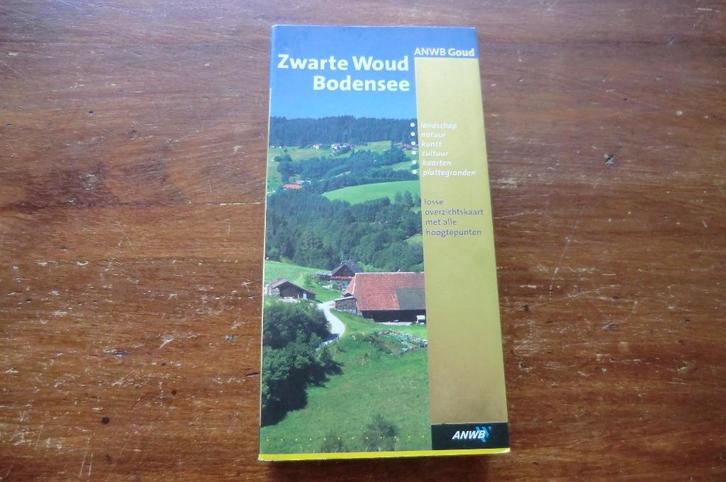 ANWB Goud
Zwarte Woud
Bodensee
• landschap
• natuur
• kunst
• cultuur
• kaarten
• plattegronden
losse
overzichtskaart
met alle
hoogtepunten
ANWB